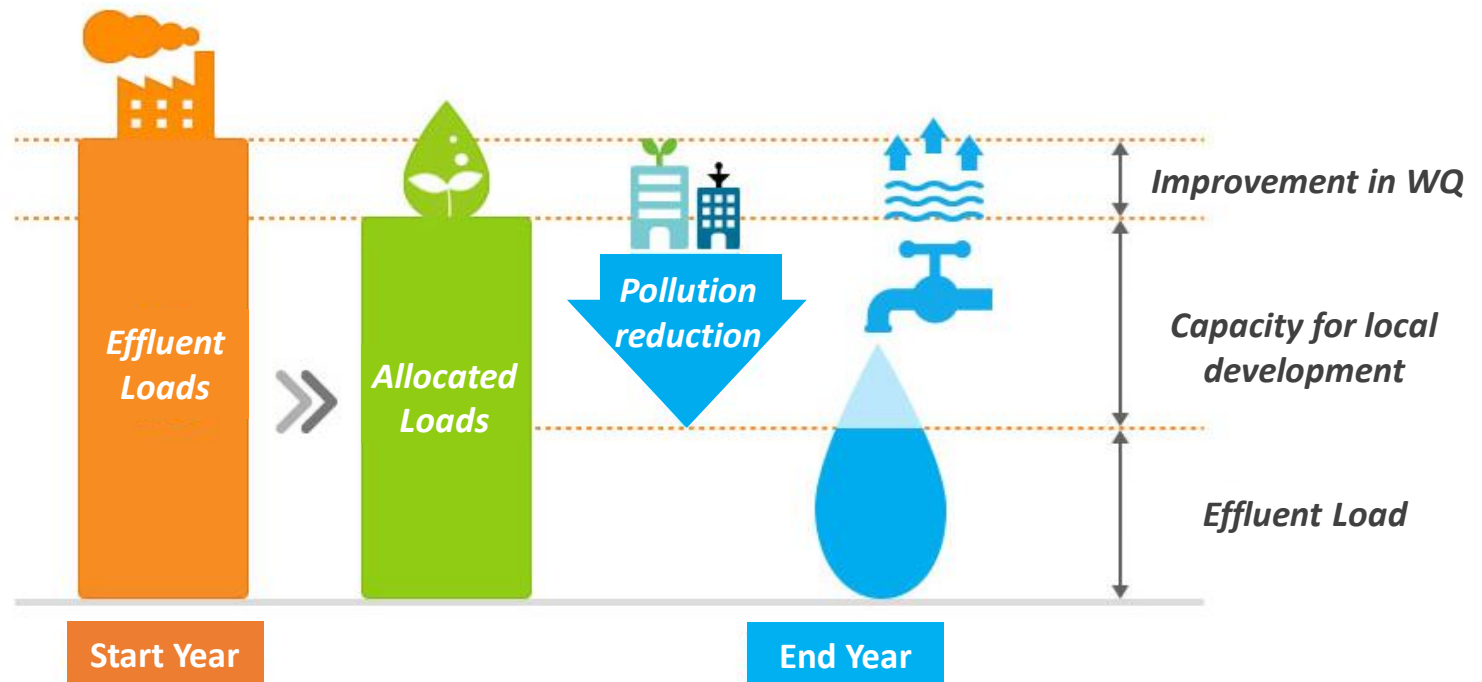 Effluent
Loads
Allocated
Loads
Pollution
reduction
Improvement in WQ
Capacity for local
development
Effluent Load
Start Year
End Year